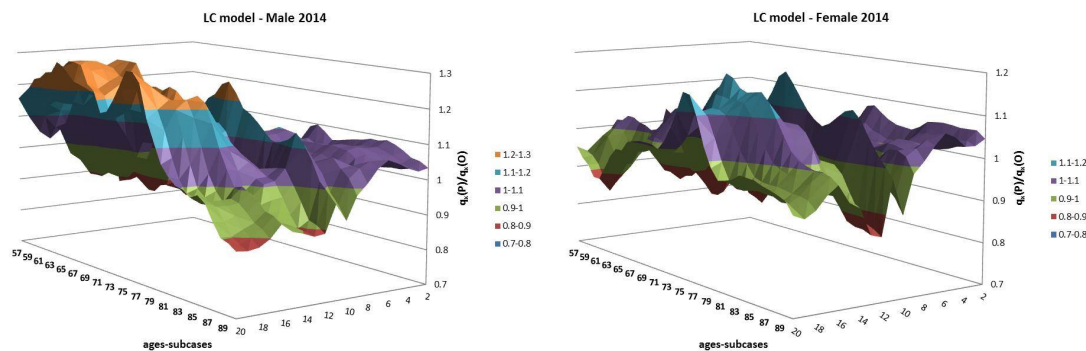 LC model - Male 2014
1.3
1.2
1.1
1
0.9
0.8
0.7
qx(P)/qx(O)
1.2-1.3
1.1-1.2
1-1.1
0.9-1
0.8-0.9
0.7-0.8
57 59 61 63 65 67 69 71 73 75 77 79 81 83 85 87 89
20 18 16 14 12 10 8 6 4 2
ages-subcases
LC model - Female 2014
1.2
1.1
1
0.9
0.8
0.7
qx(P)/qx(O)
1.1-1.2
1-1.1
0.9-1
0.8-0.9
0.7-0.8
57 59 61 63 65 67 69 71 73 75 77 79 81 83 85 87 89
20 18 16 14 12 10 8 6 4 2
ages-subcases